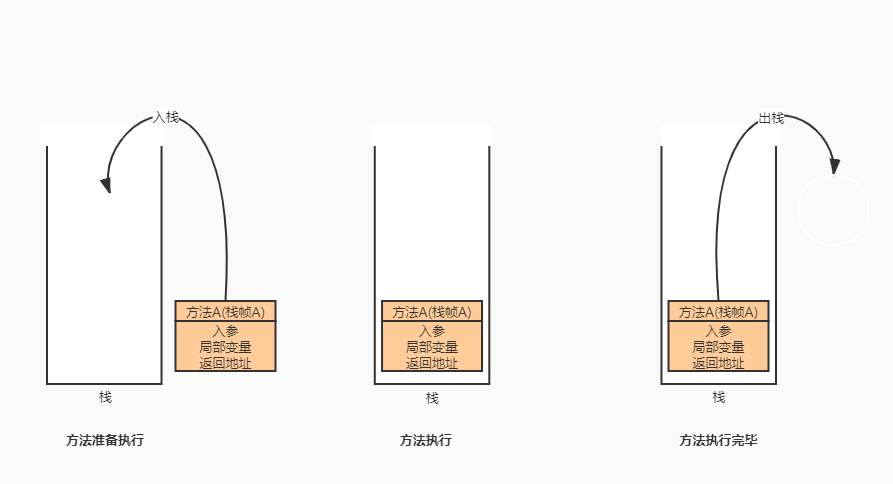 入栈
方法A(栈帧A)
入参
局部变量
返回地址
栈
方法准备执行
方法A(栈帧A)
入参
局部变量
返回地址
栈
方法执行
出栈
方法A(栈帧A)
入参
局部变量
返回地址
栈
方法执行完毕